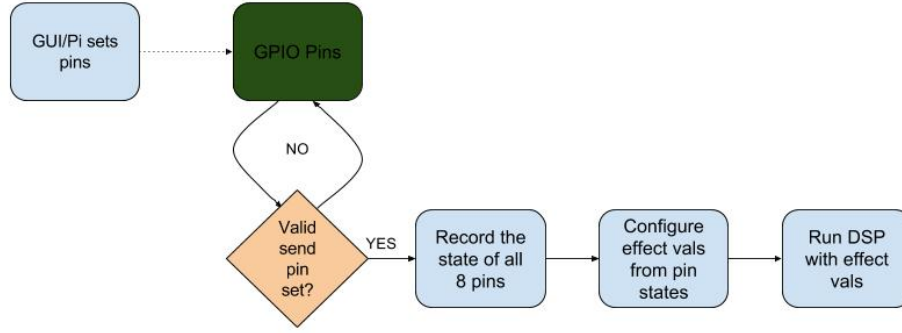 GUI/Pi sets
pins
GPIO Pins
NO
Valid
send
pin
set?
YES
Record the
state of all
8 pins
Configure
effect vals
from pin
states
Run DSP
with effect
vals